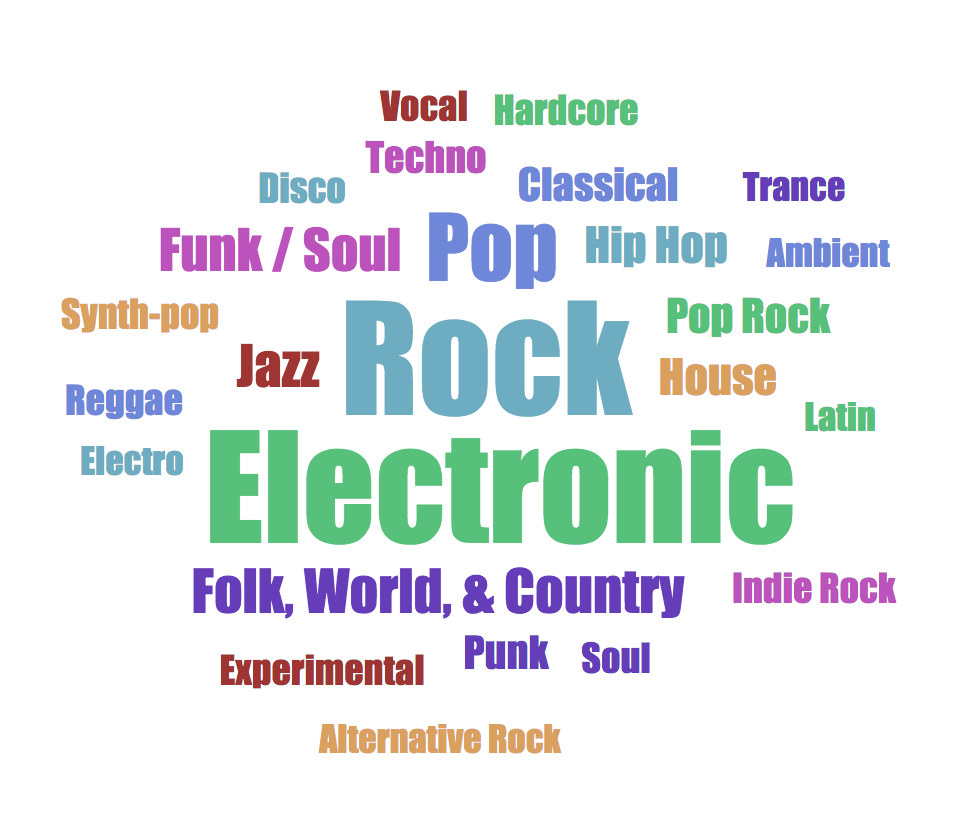 Vocal Hardcore
Techno
Disco Classical Trance
Funk / Soul Pop Hip Hop Ambient
Synth-pop Rock Pop Rock
Jazz House
Reggae Latin
Electro Electronic
Folk, World, & Country Indie Rock
Experimental Punk Soul
Alternative Rock